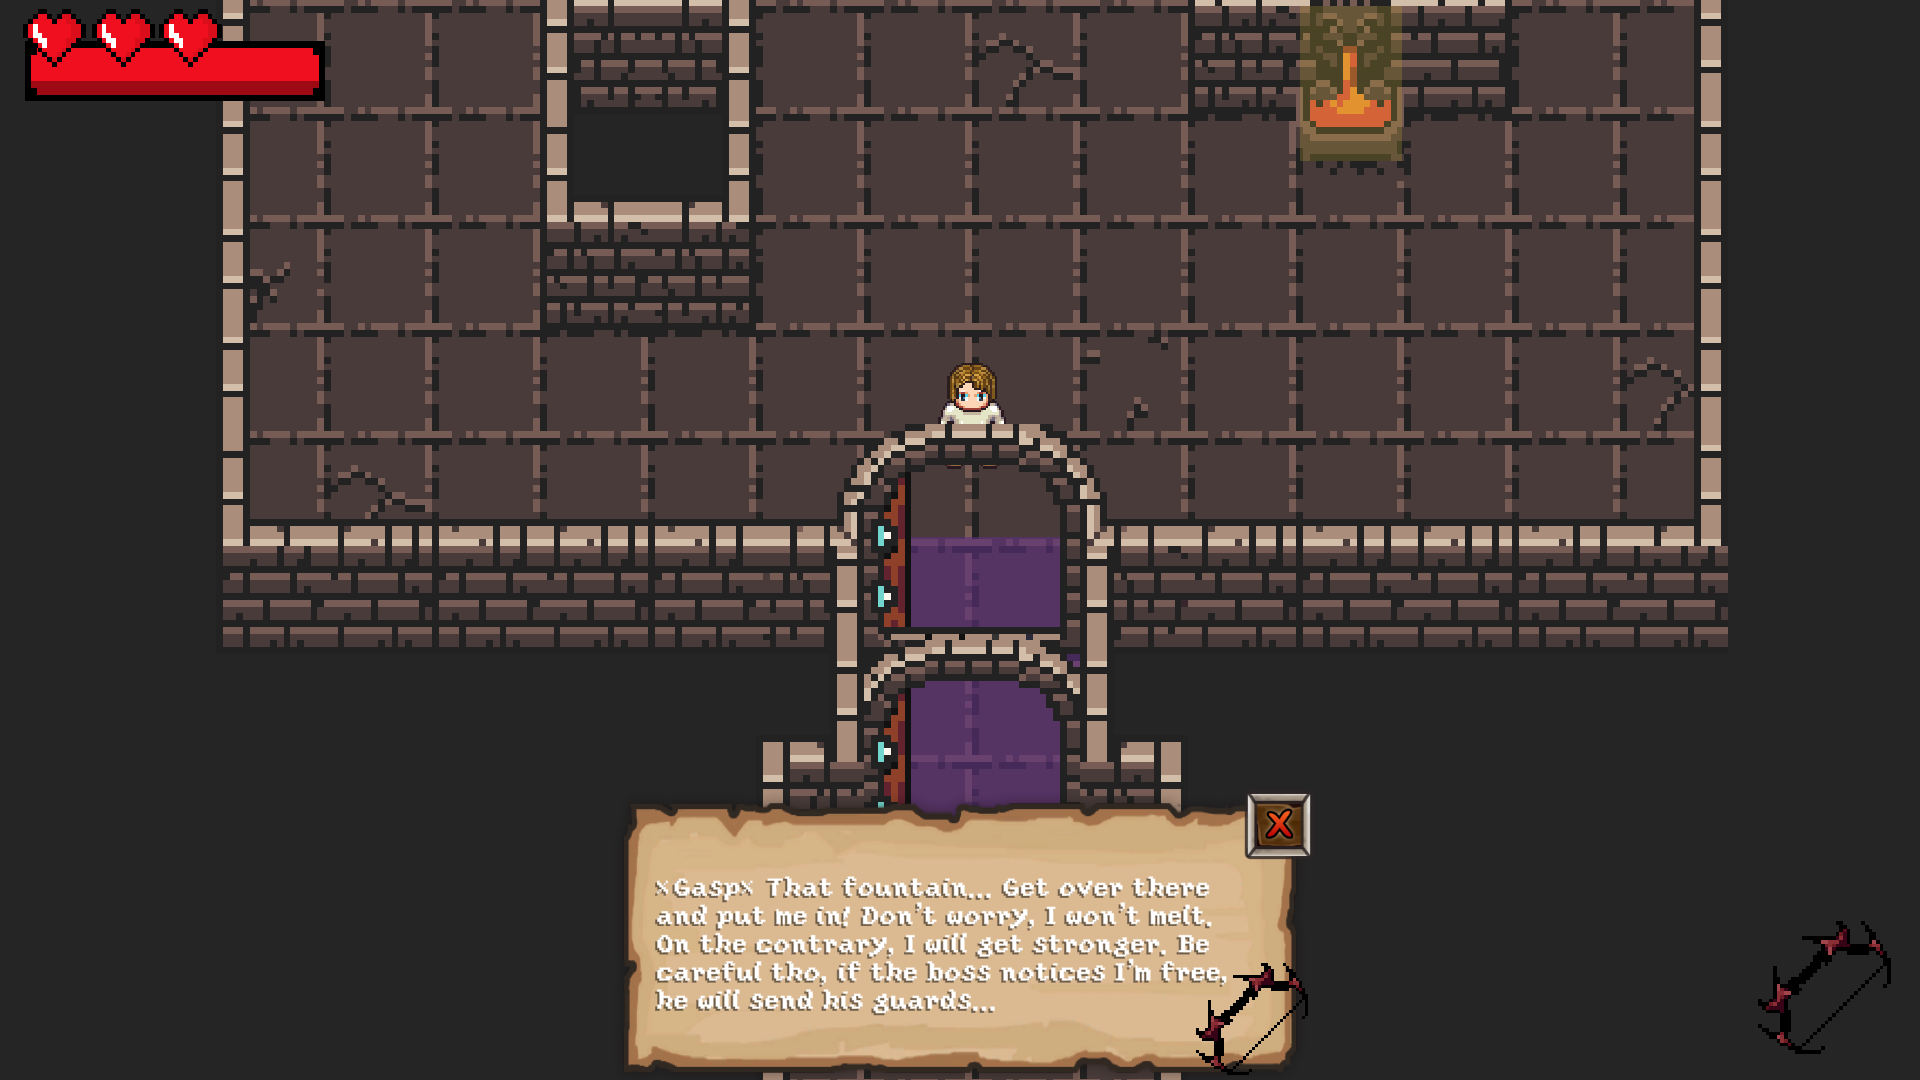 *Gasp* That fountain... Get over there
and put me in! Don't worry, I won't melt.
On the contrary, I will get stronger. Be
careful tho, if the boss notices I'm free,
he will send his guards...